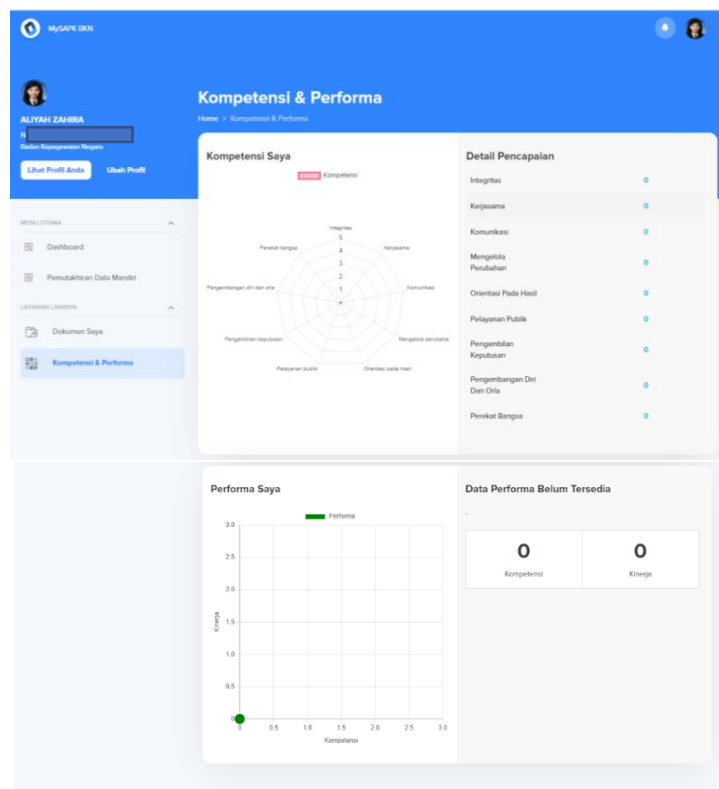 MySAPK BKN
ALIYAH ZAHIRA
N
Badan Kepegawaian Negara
Lihat Profil Anda
Ubah Profil
MENU UTAMA
Dashboard
Pemutakhiran Data Mandiri
LAYANAN LAINNYA
Dokumen Saya
Kompetensi & Performa
Kompetensi & Performa
Home > Kompetensi & Performa
Kompetensi Saya
Kompetensi
Integritas
Kerjasama
Komunikasi
Mengelola perubahan
Orientasi pada hasil
Pelayanan publik
Pengambilan keputusan
Pengembangan diri dan orla
Perekat bangsa
5
4
3
2
1
Detail Pencapaian
Integritas 0
Kerjasama 0
Komunikasi 0
Mengelola
Perubahan 0
Orientasi Pada Hasil 0
Pelayanan Publik 0
Pengambilan
Keputusan 0
Pengembangan Diri
Dan Orla 0
Perekat Bangsa 0
Performa Saya
Performa
3.0
2.5
2.0
1.5
1.0
0.5
0
Kinerja
0 0.5 1.0 1.5 2.0 2.5 3.0
Kompetensi
Data Performa Belum Tersedia
-
0
Kompetensi
0
Kinerja